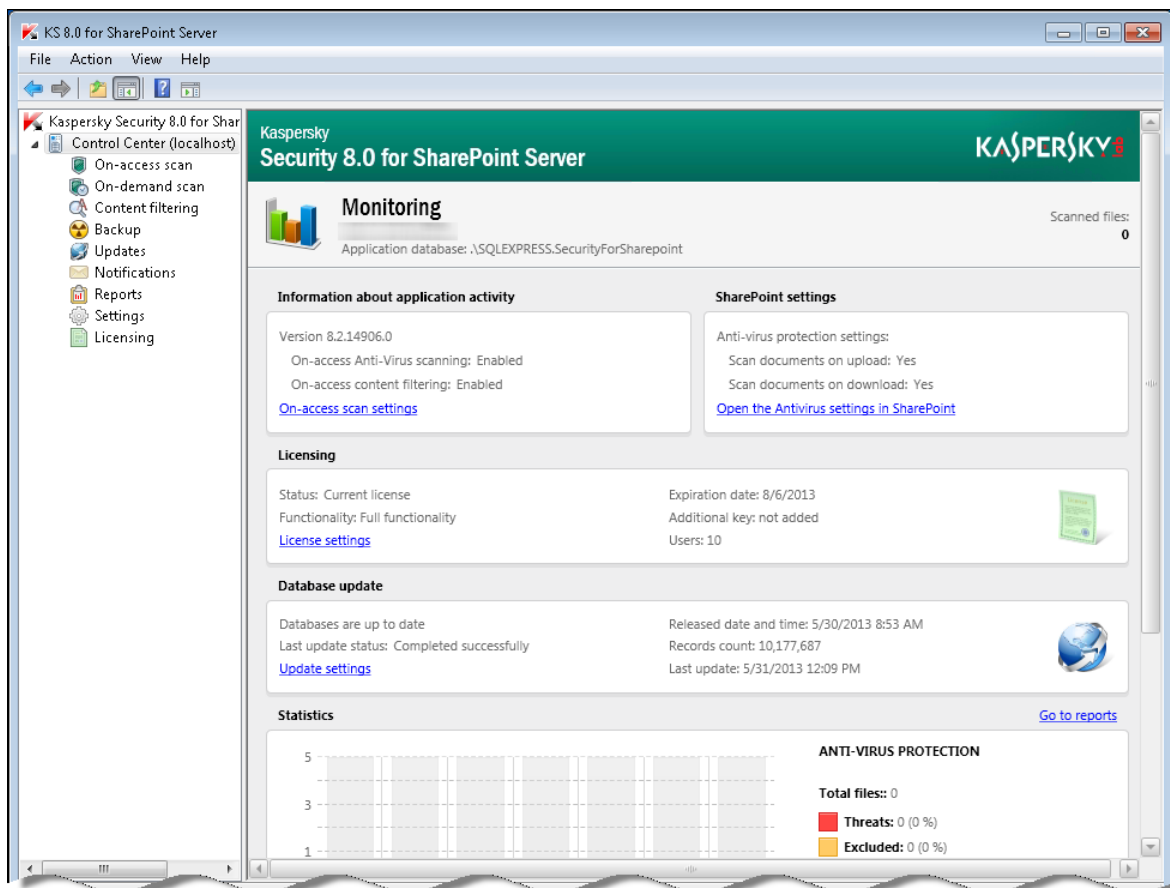 KS 8.0 for SharePoint Server
File Action View Help
Kaspersky Security 8.0 for Shar
Control Center (localhost)
On-access scan
On-demand scan
Content filtering
Backup
Updates
Notifications
Reports
Settings
Licensing
Kaspersky
Security 8.0 for SharePoint Server
KASPERSKY lab
Monitoring
Scanned files:
0
Application database: .\SQLEXPRESS.SecurityForSharepoint
Information about application activity
Version 8.2.14906.0
On-access Anti-Virus scanning: Enabled
On-access content filtering: Enabled
On-access scan settings
SharePoint settings
Anti-virus protection settings:
Scan documents on upload: Yes
Scan documents on download: Yes
Open the Antivirus settings in SharePoint
Licensing
Status: Current license
Functionality: Full functionality
License settings
Expiration date: 8/6/2013
Additional key: not added
Users: 10
Database update
Databases are up to date
Last update status: Completed successfully
Update settings
Released date and time: 5/30/2013 8:53 AM
Records count: 10,177,687
Last update: 5/31/2013 12:09 PM
Statistics
Go to reports
5
3
1
ANTI-VIRUS PROTECTION
Total files:: 0
Threats: 0 (0 %)
Excluded: 0 (0 %)